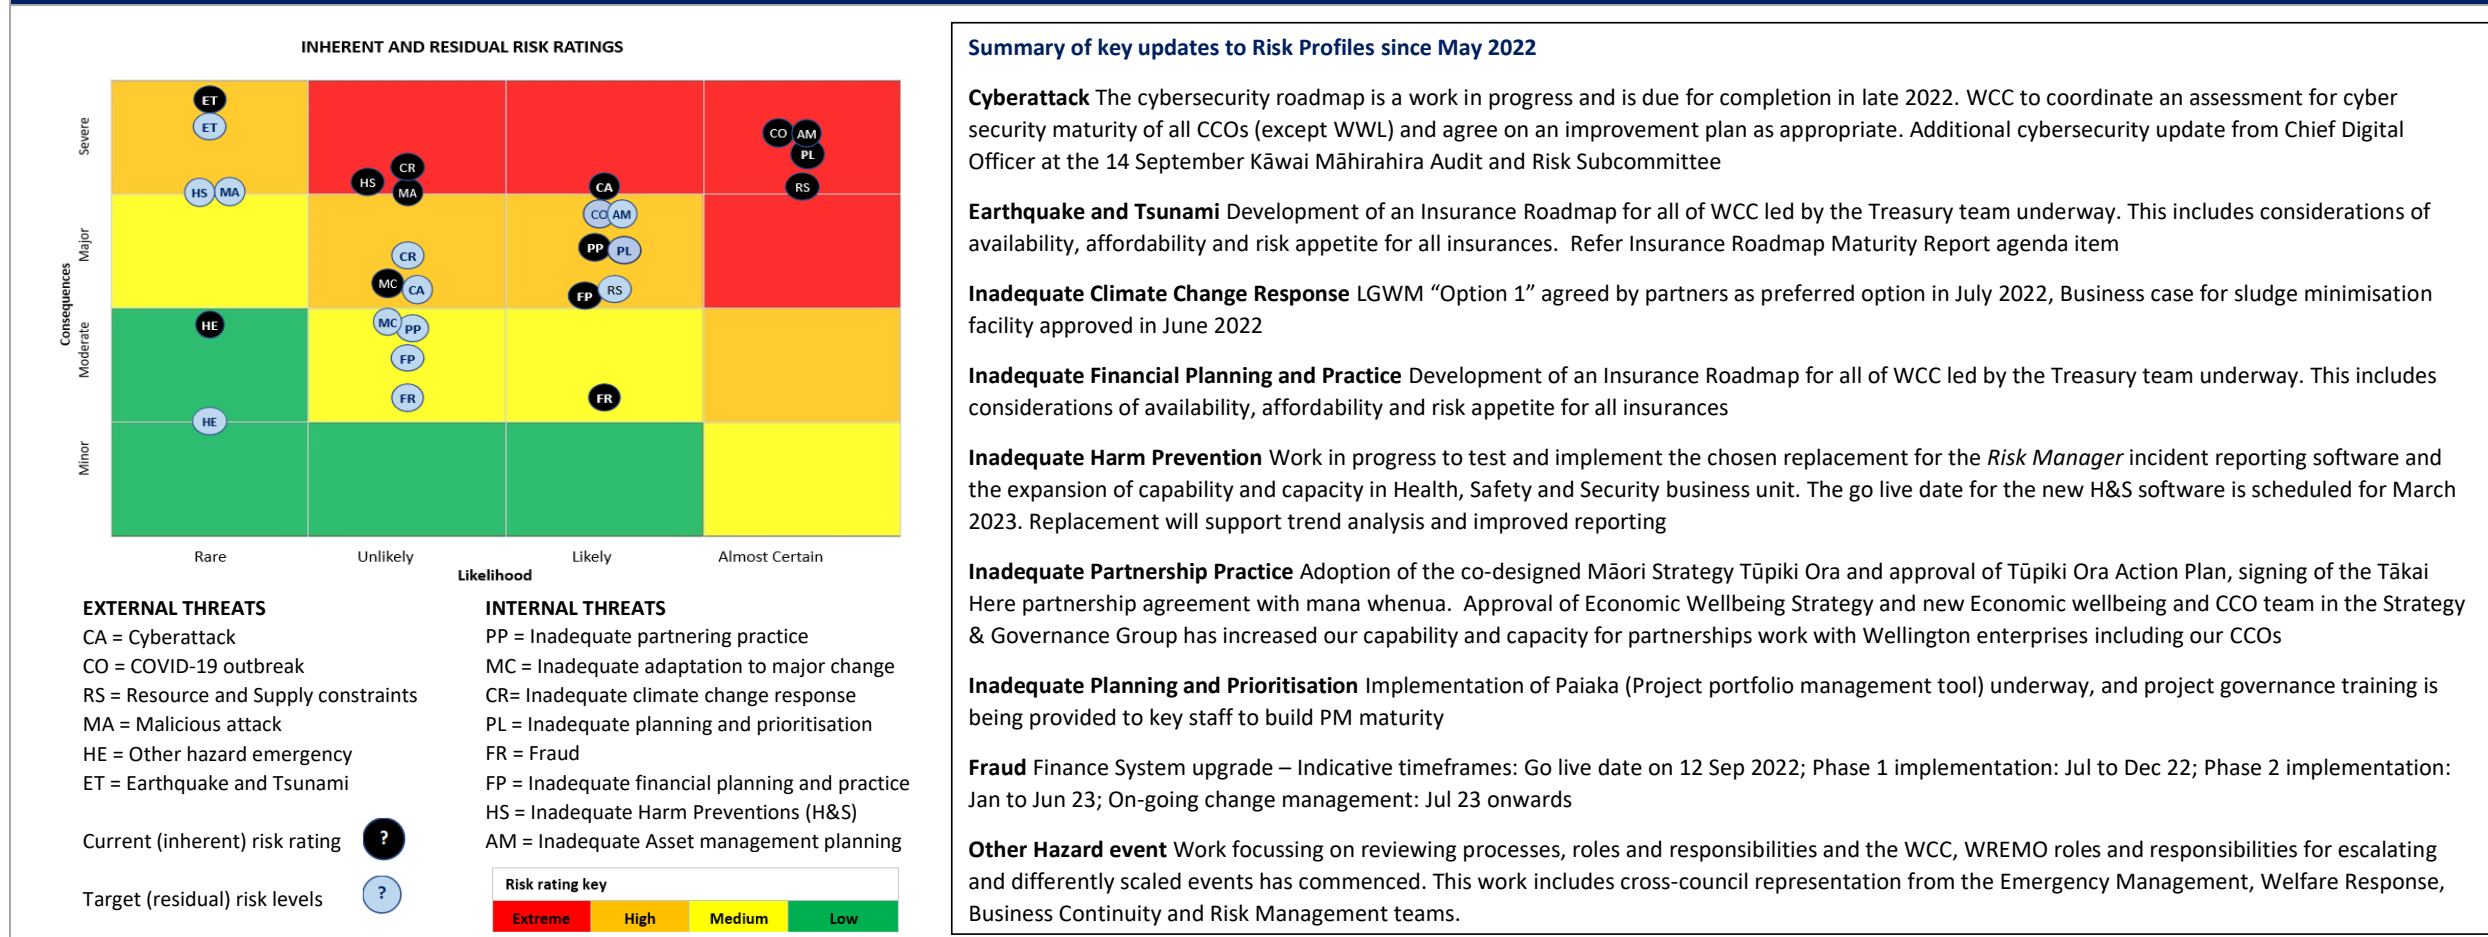 INHERENT AND RESIDUAL RISK RATINGS
Consequences
Severe
Major
Moderate
Minor
ET
ET
HS
MA
HE
HE
HS
CR
MA
CR
MC
CA
MC
PP
FP
FR
CA
CO
AM
PP
PL
FP
RS
FR
CO
AM
PL
RS
Rare
Unlikely
Likely
Almost Certain
Likelihood
EXTERNAL THREATS
CA = Cyberattack
CO = COVID-19 outbreak
RS = Resource and Supply constraints
MA = Malicious attack
HE = Other hazard emergency
ET = Earthquake and Tsunami
Current (inherent) risk rating ?
Target (residual) risk levels ?
INTERNAL THREATS
PP = Inadequate partnering practice
MC = Inadequate adaptation to major change
CR= Inadequate climate change response
PL = Inadequate planning and prioritisation
FR = Fraud
FP = Inadequate financial planning and practice
HS = Inadequate Harm Preventions (H&S)
AM = Inadequate Asset management planning
Risk rating key
Extreme High Medium Low
Summary of key updates to Risk Profiles since May 2022
Cyberattack The cybersecurity roadmap is a work in progress and is due for completion in late 2022. WCC to coordinate an assessment for cyber
security maturity of all CCOs (except WWL) and agree on an improvement plan as appropriate. Additional cybersecurity update from Chief Digital
Officer at the 14 September Kāwai Māhirahira Audit and Risk Subcommittee
Earthquake and Tsunami Development of an Insurance Roadmap for all of WCC led by the Treasury team underway. This includes considerations of
availability, affordability and risk appetite for all insurances.  Refer Insurance Roadmap Maturity Report agenda item
Inadequate Climate Change Response LGWM “Option 1” agreed by partners as preferred option in July 2022, Business case for sludge minimisation
facility approved in June 2022
Inadequate Financial Planning and Practice Development of an Insurance Roadmap for all of WCC led by the Treasury team underway. This includes
considerations of availability, affordability and risk appetite for all insurances
Inadequate Harm Prevention Work in progress to test and implement the chosen replacement for the Risk Manager incident reporting software and
the expansion of capability and capacity in Health, Safety and Security business unit. The go live date for the new H&S software is scheduled for March
2023. Replacement will support trend analysis and improved reporting
Inadequate Partnership Practice Adoption of the co-designed Māori Strategy Tūpiki Ora and approval of Tūpiki Ora Action Plan, signing of the Tākai
Here partnership agreement with mana whenua.  Approval of Economic Wellbeing Strategy and new Economic wellbeing and CCO team in the Strategy
& Governance Group has increased our capability and capacity for partnerships work with Wellington enterprises including our CCOs
Inadequate Planning and Prioritisation Implementation of Paiaka (Project portfolio management tool) underway, and project governance training is
being provided to key staff to build PM maturity
Fraud Finance System upgrade – Indicative timeframes: Go live date on 12 Sep 2022; Phase 1 implementation: Jul to Dec 22; Phase 2 implementation:
Jan to Jun 23; On-going change management: Jul 23 onwards
Other Hazard event Work focussing on reviewing processes, roles and responsibilities and the WCC, WREMO roles and responsibilities for escalating
and differently scaled events has commenced. This work includes cross-council representation from the Emergency Management, Welfare Response,
Business Continuity and Risk Management teams.